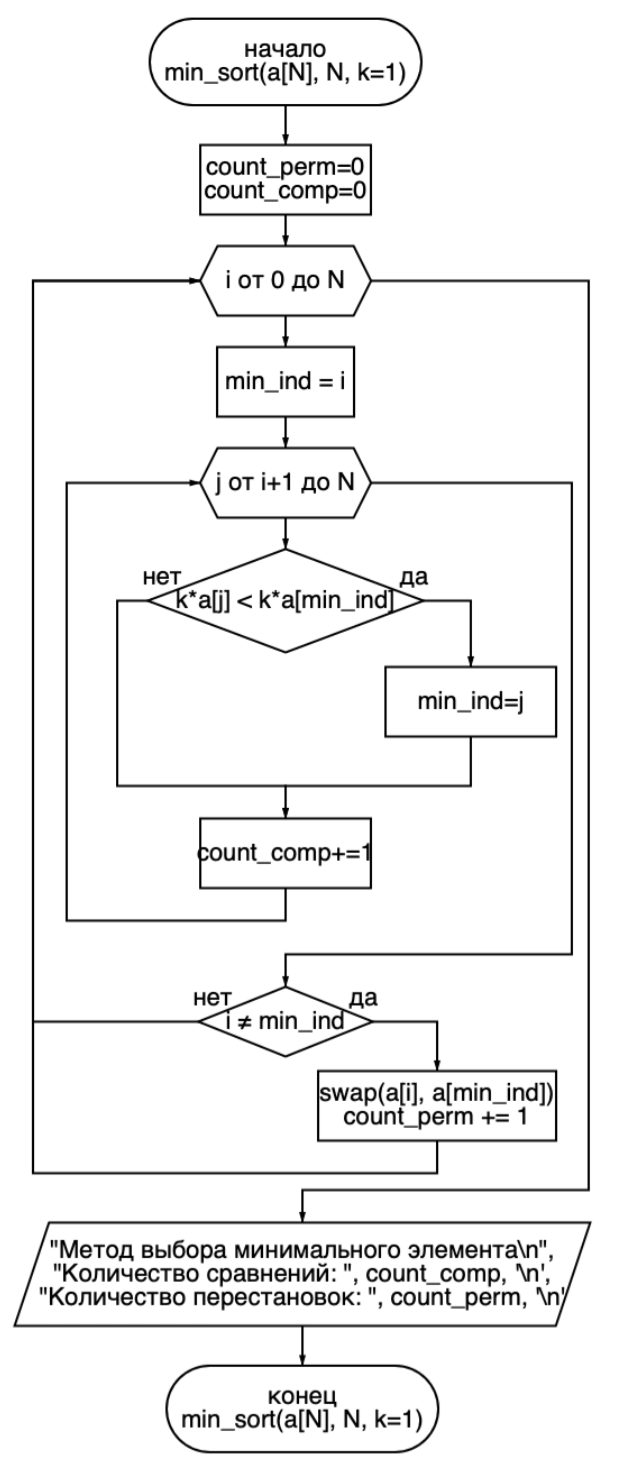 начало
min_sort(a[N], N, k=1)
count_perm=0
count_comp=0
i от 0 до N
min_ind = i
j от i+1 до N
нет
да
k*a[j] < k*a[min_ind]
min_ind=j
count_comp+=1
нет
да
i ≠ min_ind
swap(a[i], a[min_ind])
count_perm += 1
"Метод выбора минимального элемента\n",
"Количество сравнений: ", count_comp, '\n',
"Количество перестановок: ", count_perm, '\n'
конец
min_sort(a[N], N, k=1)